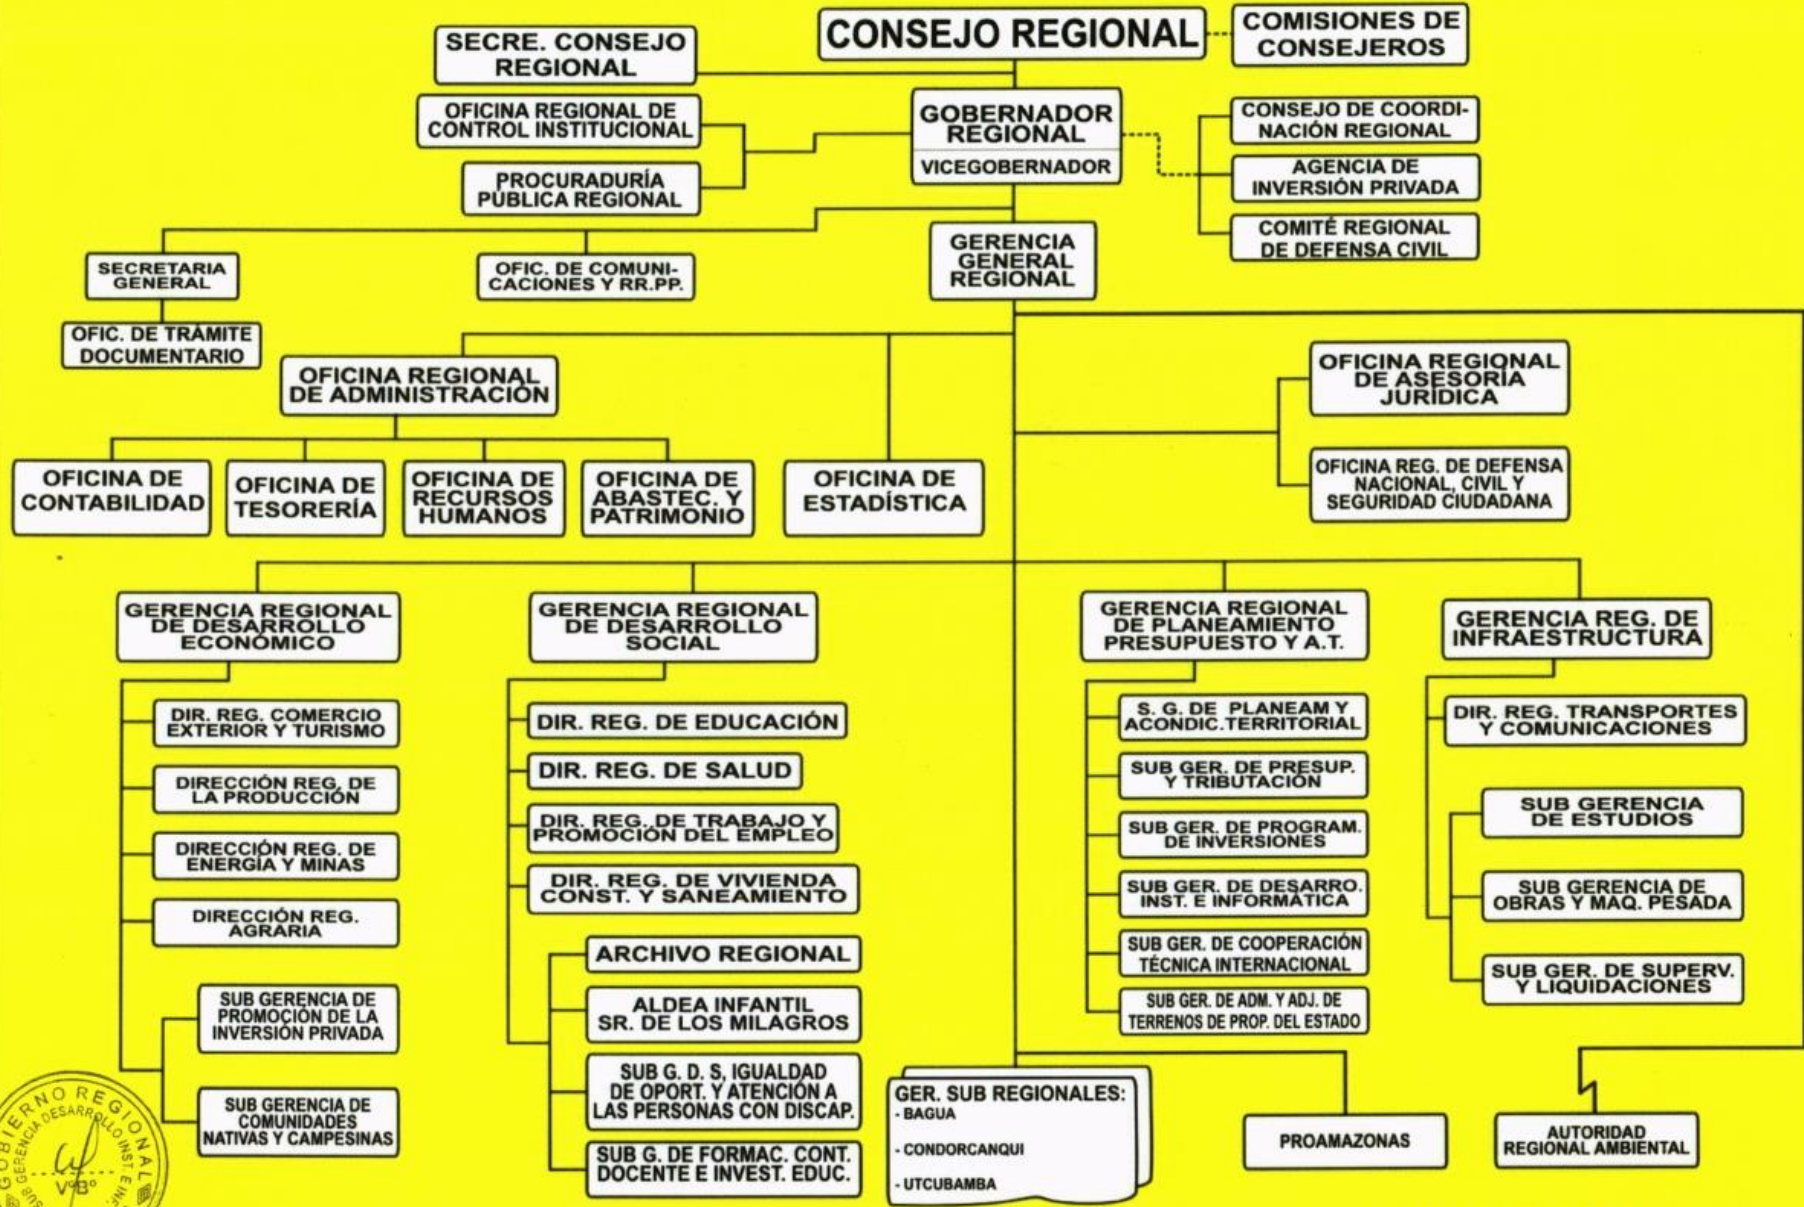 CONSEJO REGIONAL
COMISIONES DE
CONSEJEROS
SECRE. CONSEJO
REGIONAL
OFICINA REGIONAL DE
CONTROL INSTITUCIONAL
PROCURADURÍA
PÚBLICA REGIONAL
GOBERNADOR
REGIONAL
VICEGOBERNADOR
CONSEJO DE COORDI-
NACIÓN REGIONAL
AGENCIA DE
INVERSIÓN PRIVADA
COMITÉ REGIONAL
DE DEFENSA CIVIL
SECRETARIA
GENERAL
OFIC. DE COMUNI-
CACIONES Y RR.PP.
GERENCIA
GENERAL
REGIONAL
OFIC. DE TRÁMITE
DOCUMENTARIO
OFICINA REGIONAL
DE ADMINISTRACIÓN
OFICINA REGIONAL
DE ASESORÍA
JURÍDICA
OFICINA DE
CONTABILIDAD
OFICINA DE
TESORERÍA
OFICINA DE
RECURSOS
HUMANOS
OFICINA DE
ABASTEC. Y
PATRIMONIO
OFICINA DE
ESTADÍSTICA
OFICINA REG. DE DEFENSA
NACIONAL, CIVIL Y
SEGURIDAD CIUDADANA
GERENCIA REGIONAL
DE DESARROLLO
ECONÓMICO
DIR. REG. COMERCIO
EXTERIOR Y TURISMO
DIRECCIÓN REG. DE
LA PRODUCCIÓN
DIRECCIÓN REG. DE
ENERGÍA Y MINAS
DIRECCIÓN REG.
AGRARIA
SUB GERENCIA DE
PROMOCIÓN DE LA
INVERSIÓN PRIVADA
SUB GERENCIA DE
COMUNIDADES
NATIVAS Y CAMPESINAS
GERENCIA REGIONAL
DE DESARROLLO
SOCIAL
DIR. REG. DE EDUCACIÓN
DIR. REG. DE SALUD
DIR. REG. DE TRABAJO Y
PROMOCIÓN DEL EMPLEO
DIR. REG. DE VIVIENDA
CONST. Y SANEAMIENTO
ARCHIVO REGIONAL
ALDEA INFANTIL
SR. DE LOS MILAGROS
SUB G. D. S, IGUALDAD
DE OPORT. Y ATENCIÓN A
LAS PERSONAS CON DISCAP.
SUB G. DE FORMAC. CONT.
DOCENTE E INVEST. EDUC.
GERENCIA REGIONAL
DE PLANEAMIENTO
PRESUPUESTO Y A.T.
S. G. DE PLANEAM Y
ACONDIC.TERRITORIAL
SUB GER. DE PRESUP.
Y TRIBUTACIÓN
SUB GER. DE PROGRAM.
DE INVERSIONES
SUB GER. DE DESARRO.
INST. E INFORMÁTICA
SUB GER. DE COOPERACIÓN
TÉCNICA INTERNACIONAL
SUB GER. DE ADM. Y ADJ. DE
TERRENOS DE PROP. DEL ESTADO
GERENCIA REG. DE
INFRAESTRUCTURA
DIR. REG. TRANSPORTES
Y COMUNICACIONES
SUB GERENCIA
DE ESTUDIOS
SUB GERENCIA DE
OBRAS Y MAQ. PESADA
SUB GER. DE SUPERV.
Y LIQUIDACIONES
GER. SUB REGIONALES:
- BAGUA
- CONDORCANQUI
- UTCUBAMBA
PROAMAZONAS
AUTORIDAD
REGIONAL AMBIENTAL
GOBIERNO REGIONAL
SUB GERENCIA DESARROLLO INST. E
VºBº